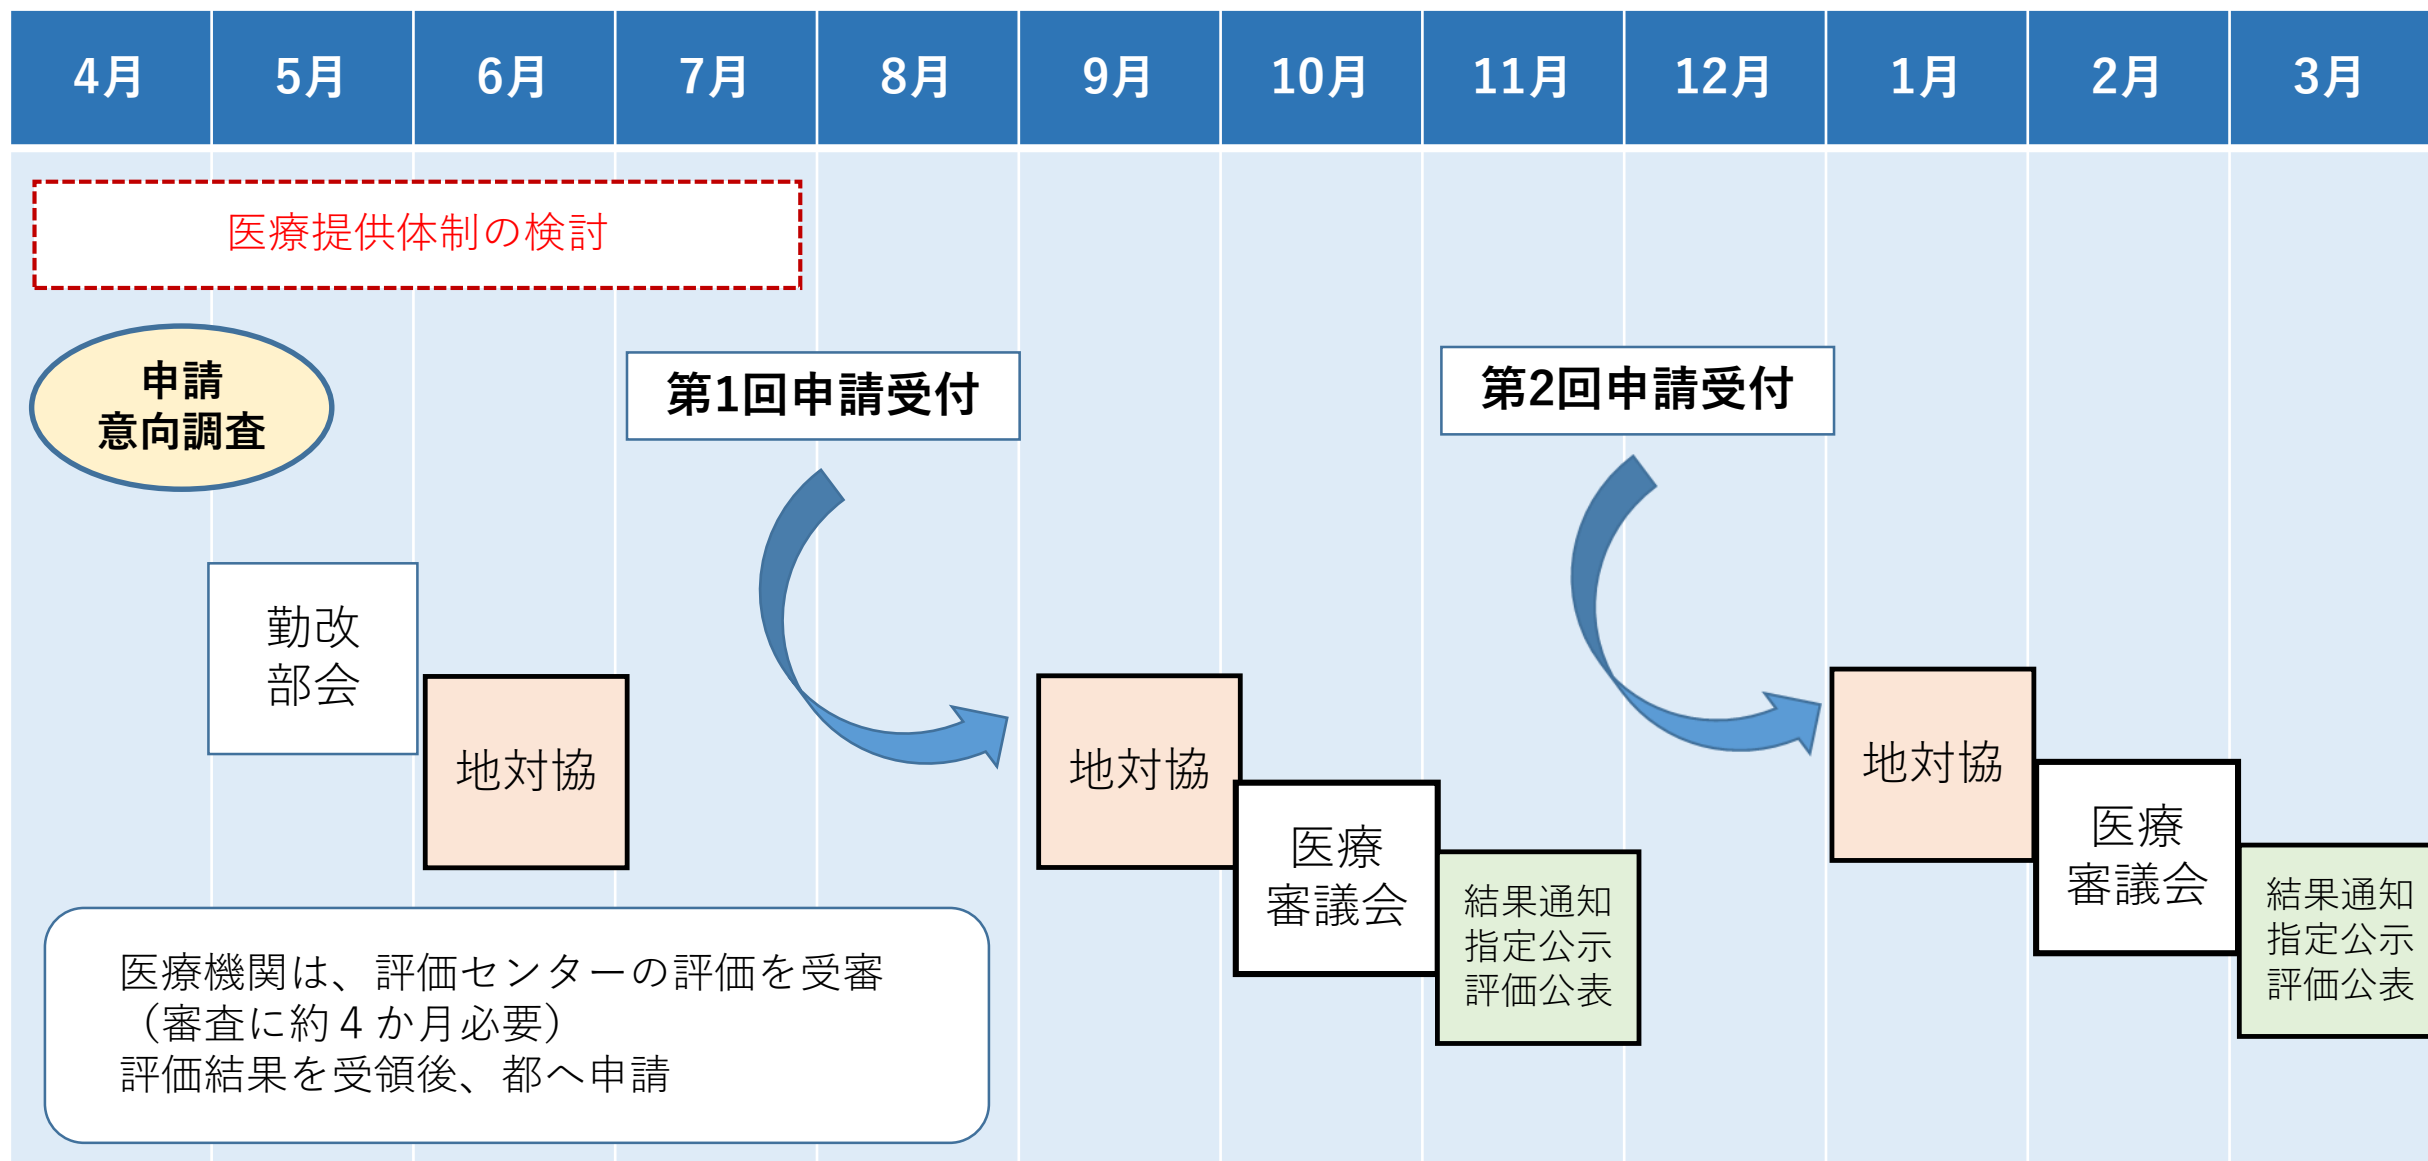 4月
5月
6月
7月
8月
9月
10月
11月
12月
1月
2月
3月
医療提供体制の検討
申請
意向調査
第1回申請受付
第2回申請受付
勤改
部会
地対協
地対協
医療
審議会
結果通知
指定公示
評価公表
地対協
医療
審議会
結果通知
指定公示
評価公表
医療機関は、評価センターの評価を受審
（審査に約４か月必要）
評価結果を受領後、都へ申請